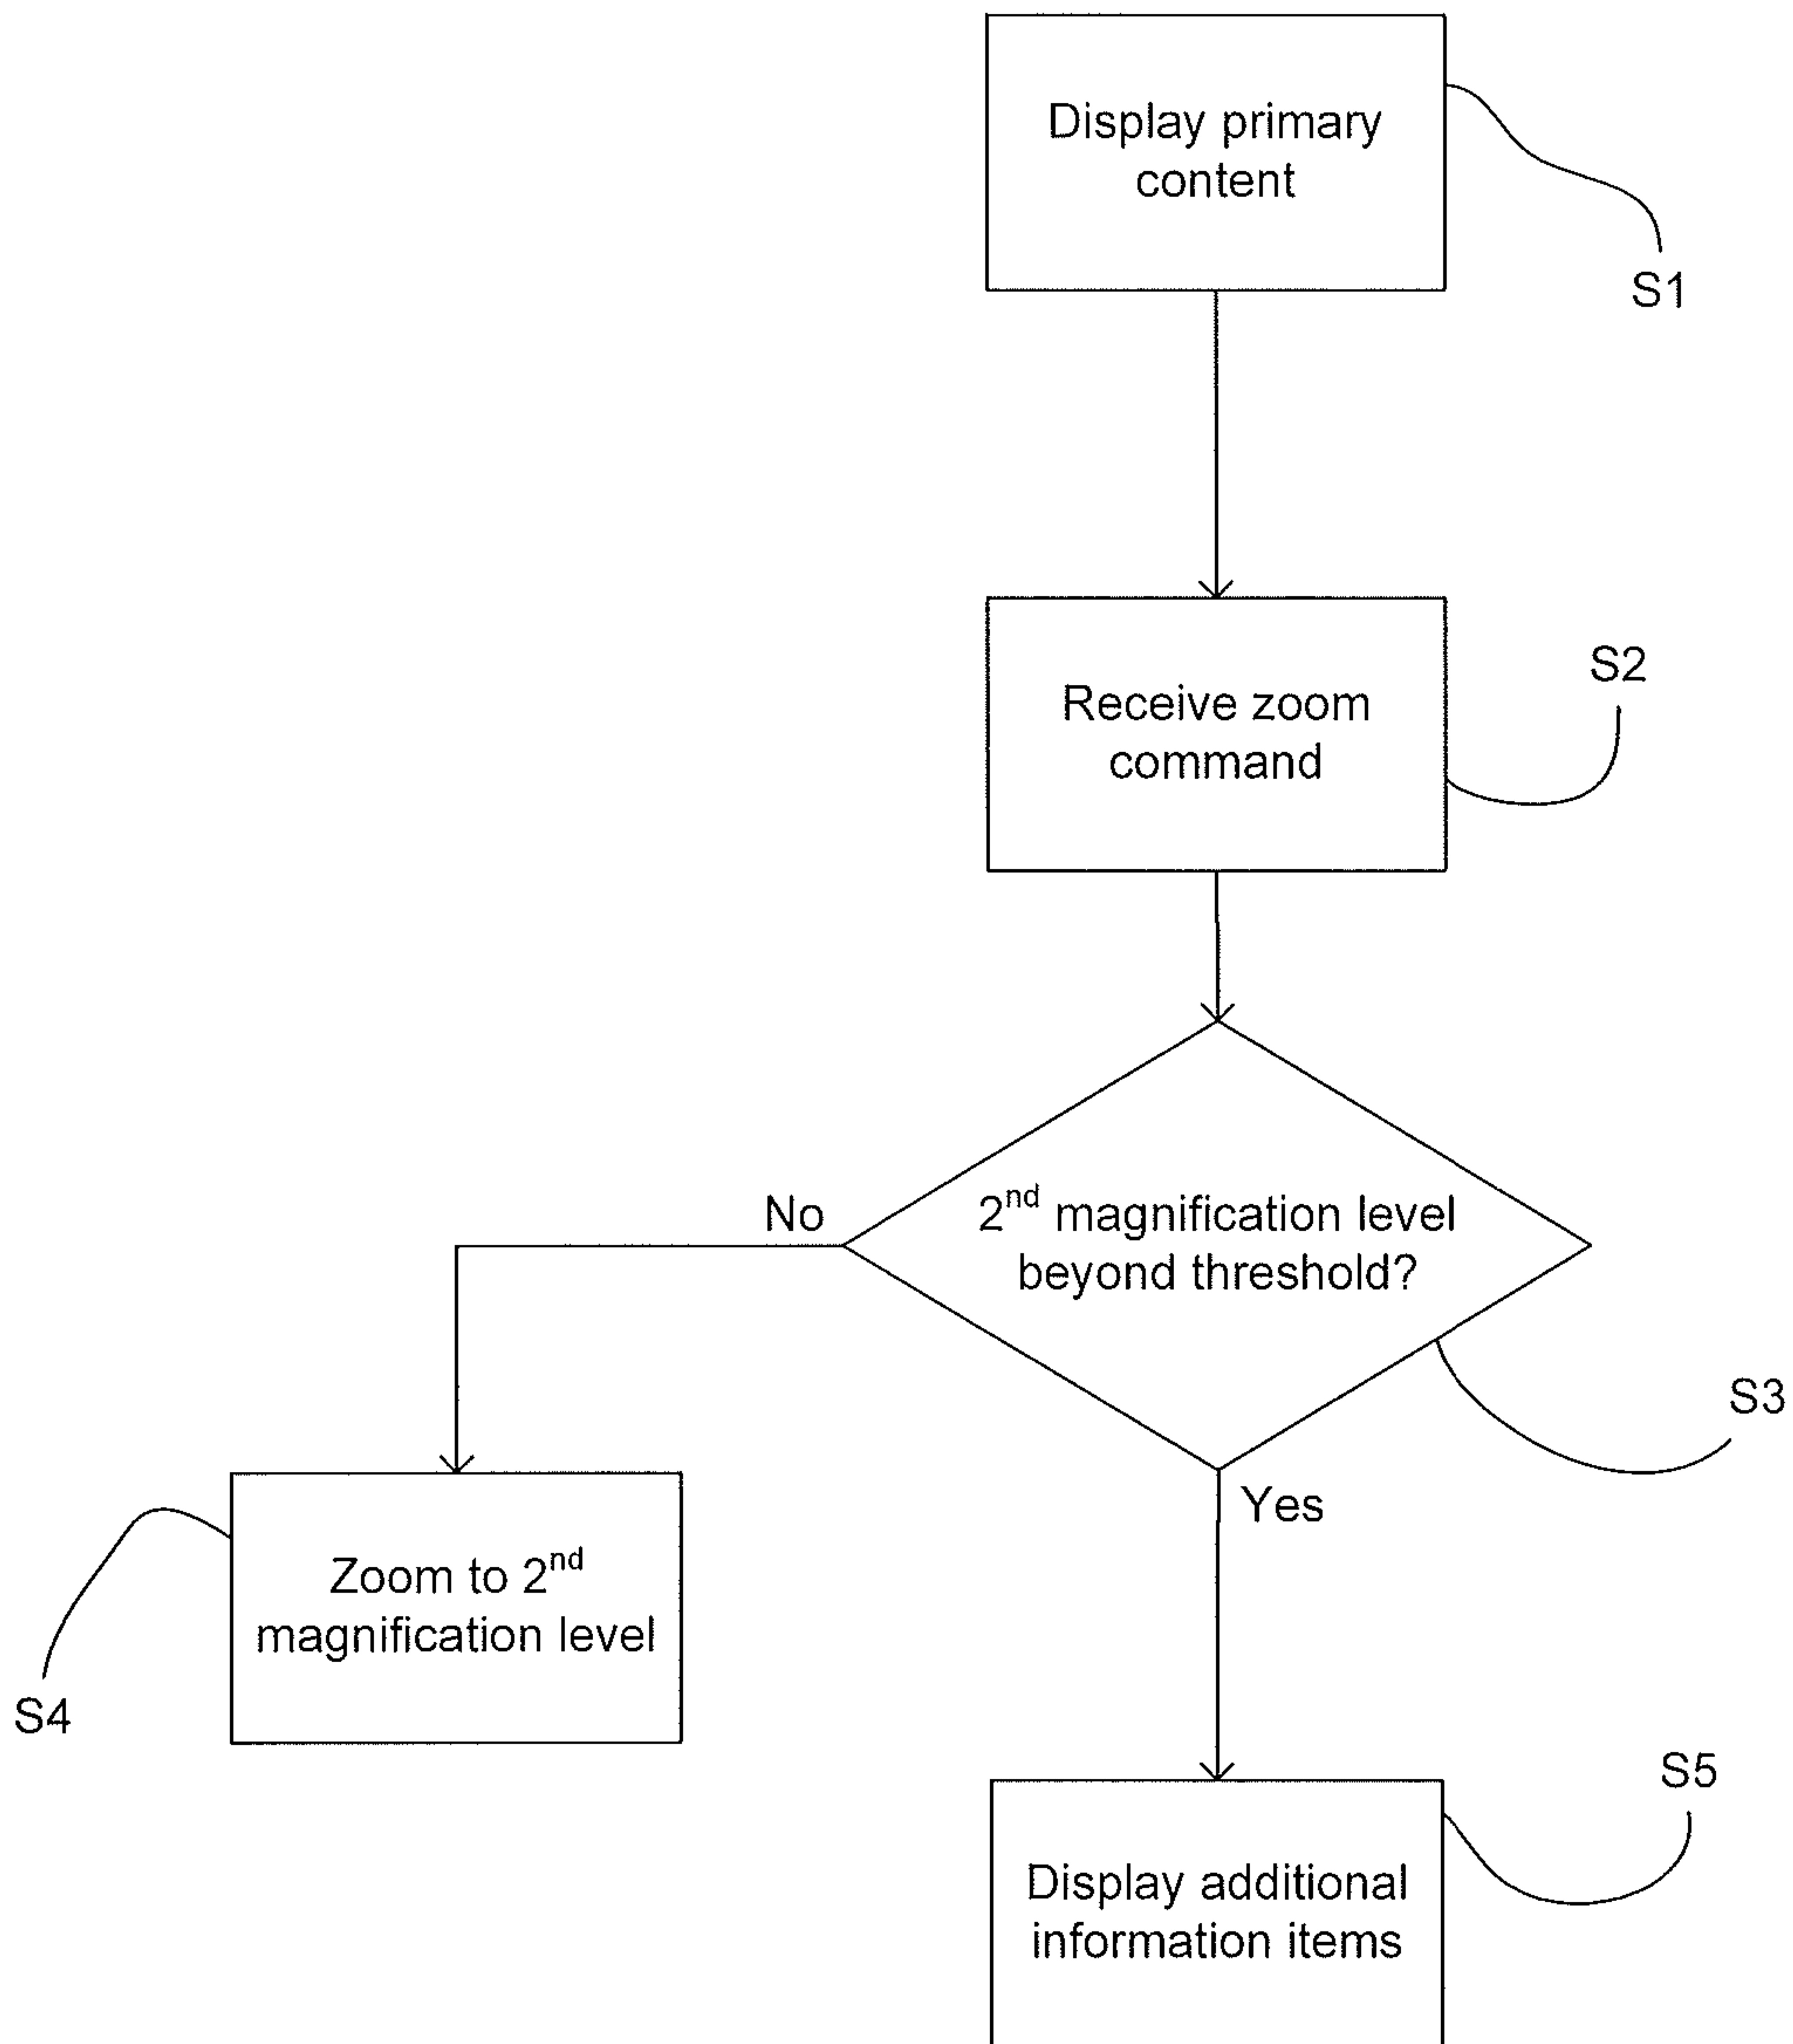 Display primary
content
S1
Receive zoom
command
S2
2nd magnification level
beyond threshold?
No
Yes
S3
Zoom to 2nd
magnification level
S4
Display additional
information items
S5